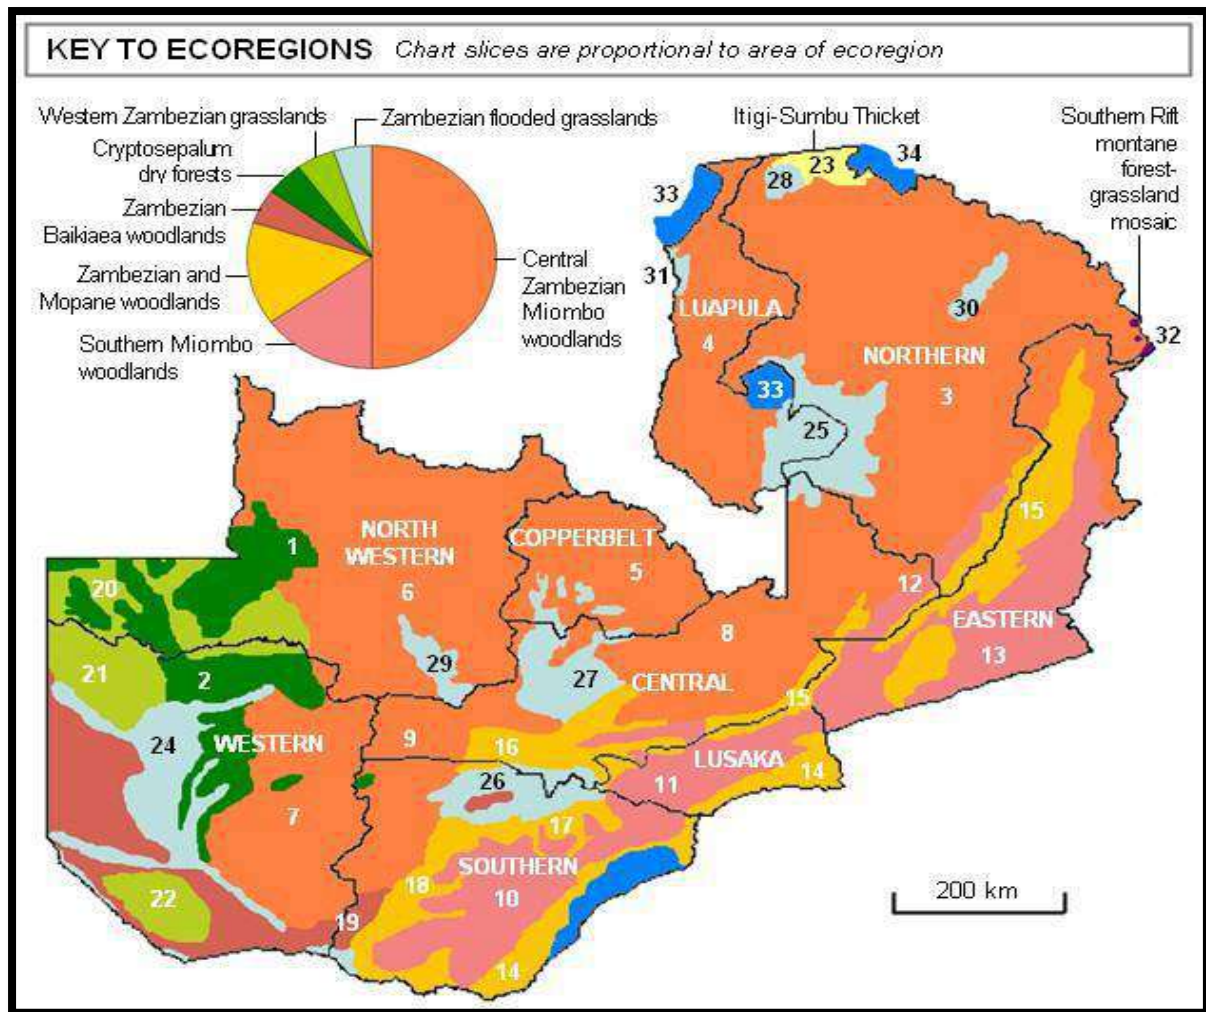 KEY TO ECOREGIONS Chart slices are proportional to area of ecoregion
Western Zambezian grasslands
Zambezian flooded grasslands
Cryptosepalum
dry forests
Zambezian
Baikiaea woodlands
Zambezian and
Mopane woodlands
Southern Miombo
woodlands
Central
Zambezian
Miombo
woodlands
Itigi-Sumbu Thicket
Southern Rift
montane
forest-
grassland
mosaic
33
28
23
34
31
LUAPULA
4
30
32
NORTHERN
3
33
25
15
1
NORTH
WESTERN
6
COPPERBELT
5
12
20
8
EASTERN
13
21
2
29
27
CENTRAL
15
24
WESTERN
9
16
LUSAKA
11
14
26
7
17
SOUTHERN
10
18
22
19
14
200 km